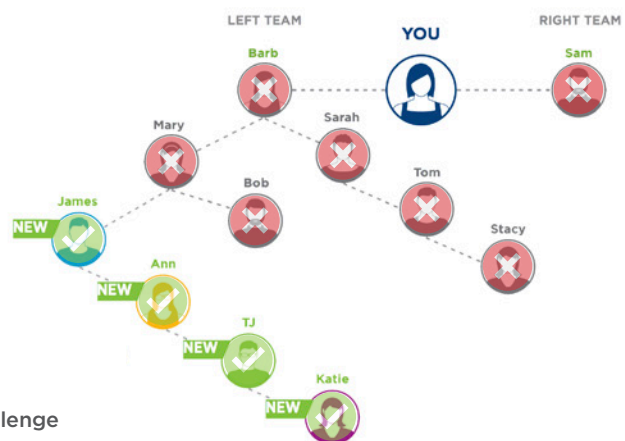 LEFT TEAM
YOU
RIGHT TEAM
Barb
Sam
Mary
Sarah
Bob
Tom
James
NEW
Stacy
Ann
NEW
TJ
NEW
Katie
NEW
lenge